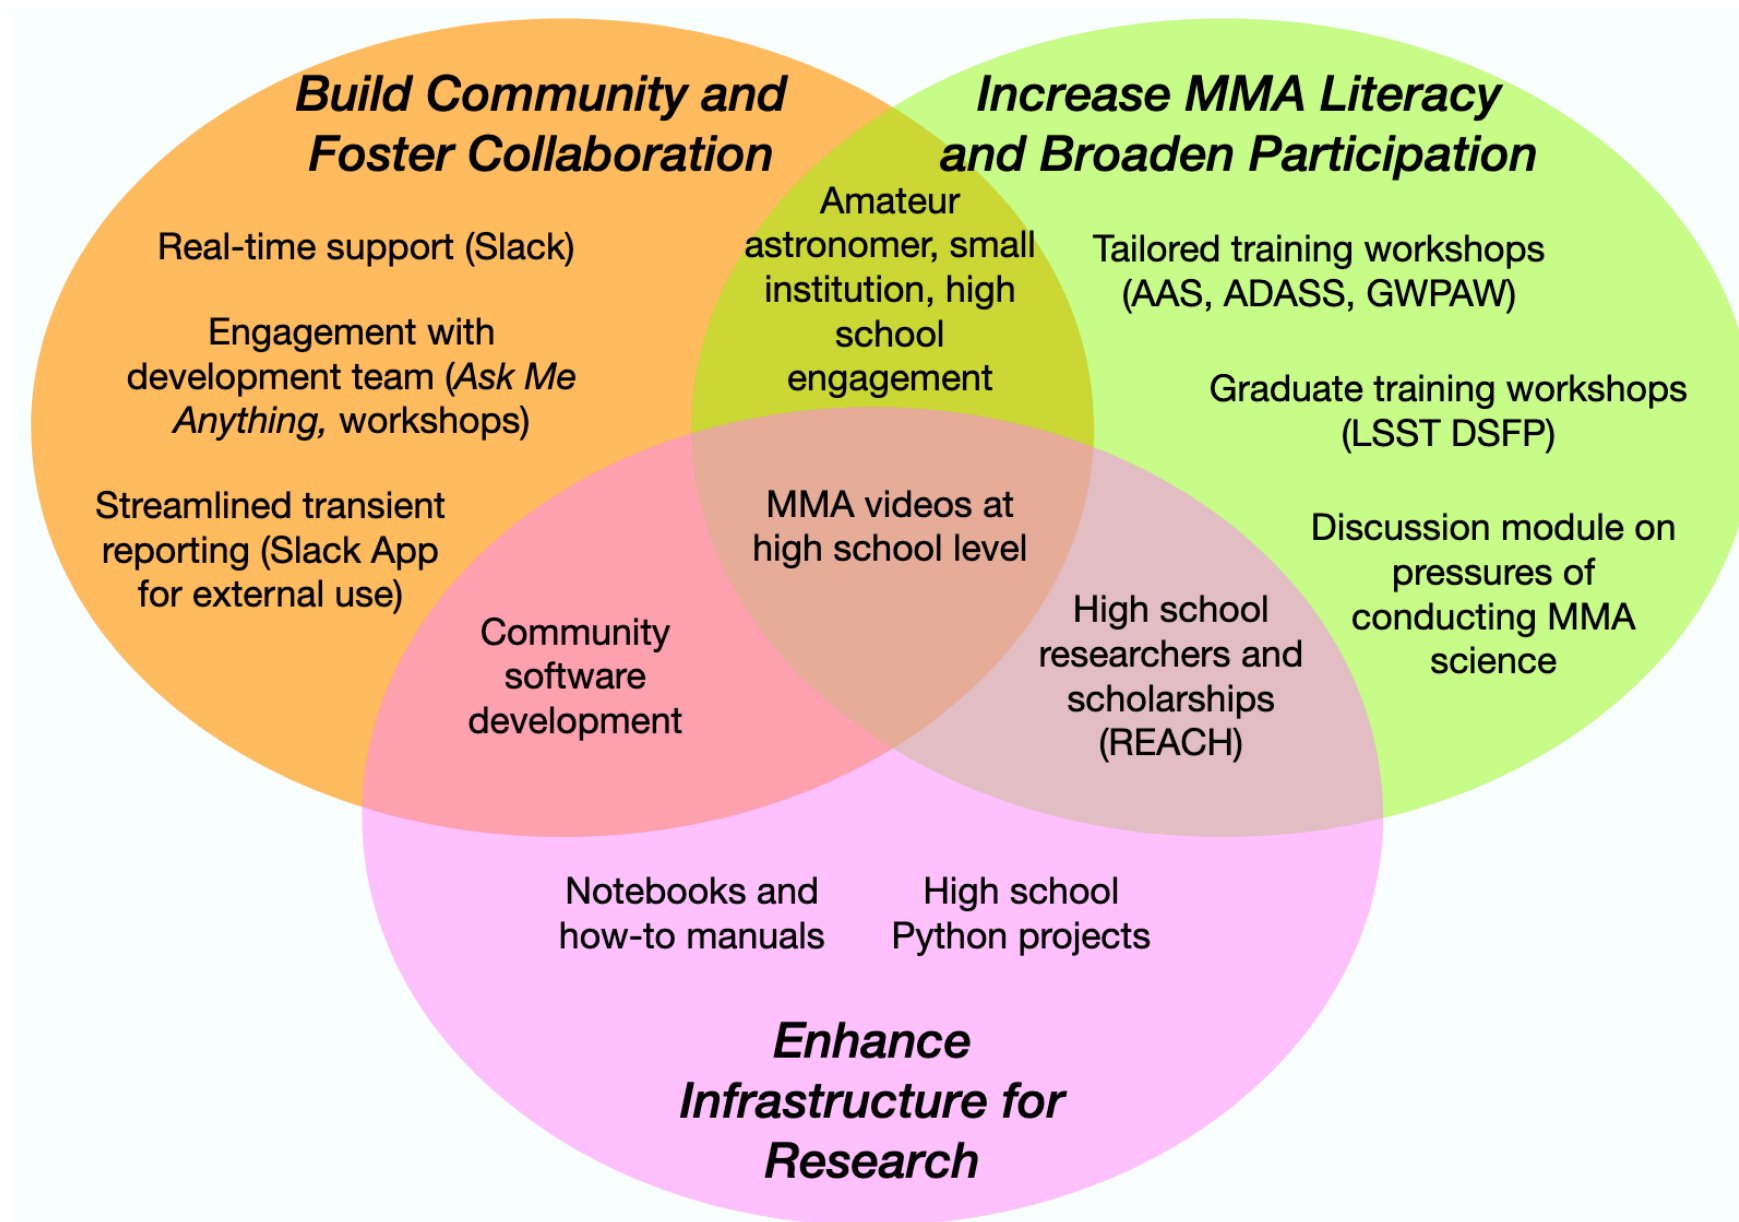 Build Community and
Foster Collaboration
Real-time support (Slack)
Engagement with
development team (Ask Me
Anything, workshops)
Streamlined transient
reporting (Slack App
for external use)
Increase MMA Literacy
and Broaden Participation
Amateur
astronomer, small
institution, high
school
engagement
Tailored training workshops
(AAS, ADASS, GWPAW)
Graduate training workshops
(LSST DSFP)
Discussion module on
pressures of
conducting MMA
science
MMA videos at
high school level
Community
software
development
High school
researchers and
scholarships
(REACH)
Notebooks and
how-to manuals
High school
Python projects
Enhance
Infrastructure for
Research